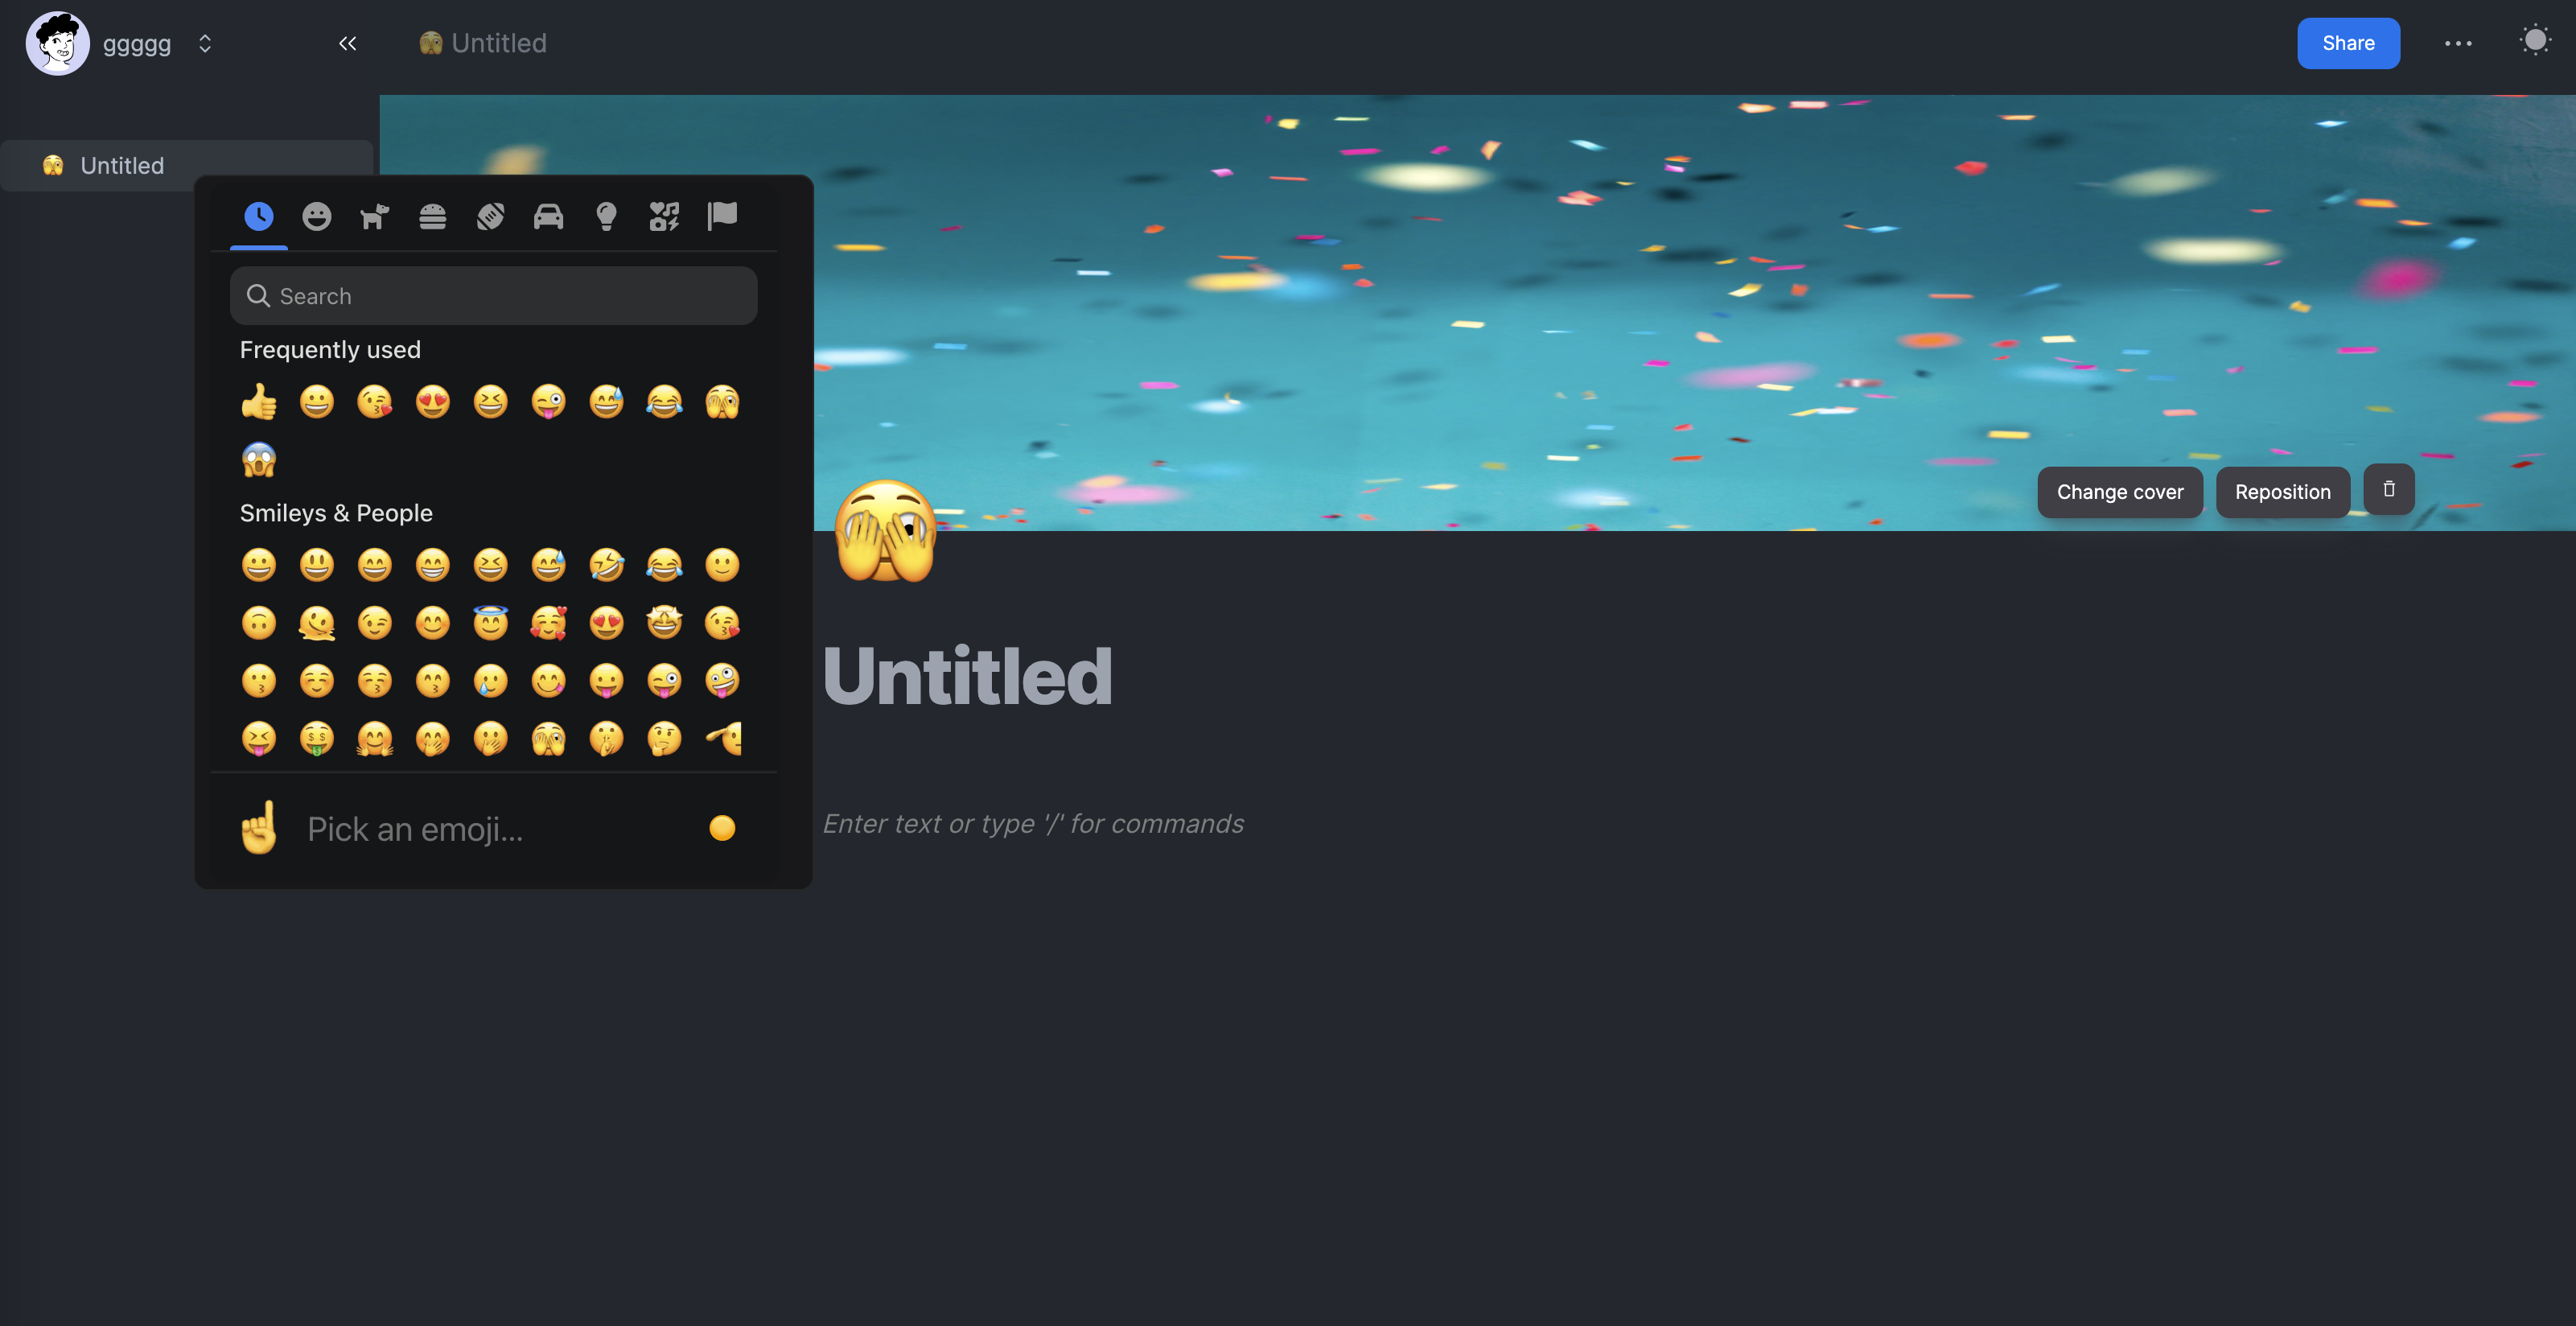 ggggg
Untitled
Share
Untitled
Search
Frequently used
Smileys & People
Pick an emoji...
Change cover
Reposition
Untitled
Enter text or type '/' for commands